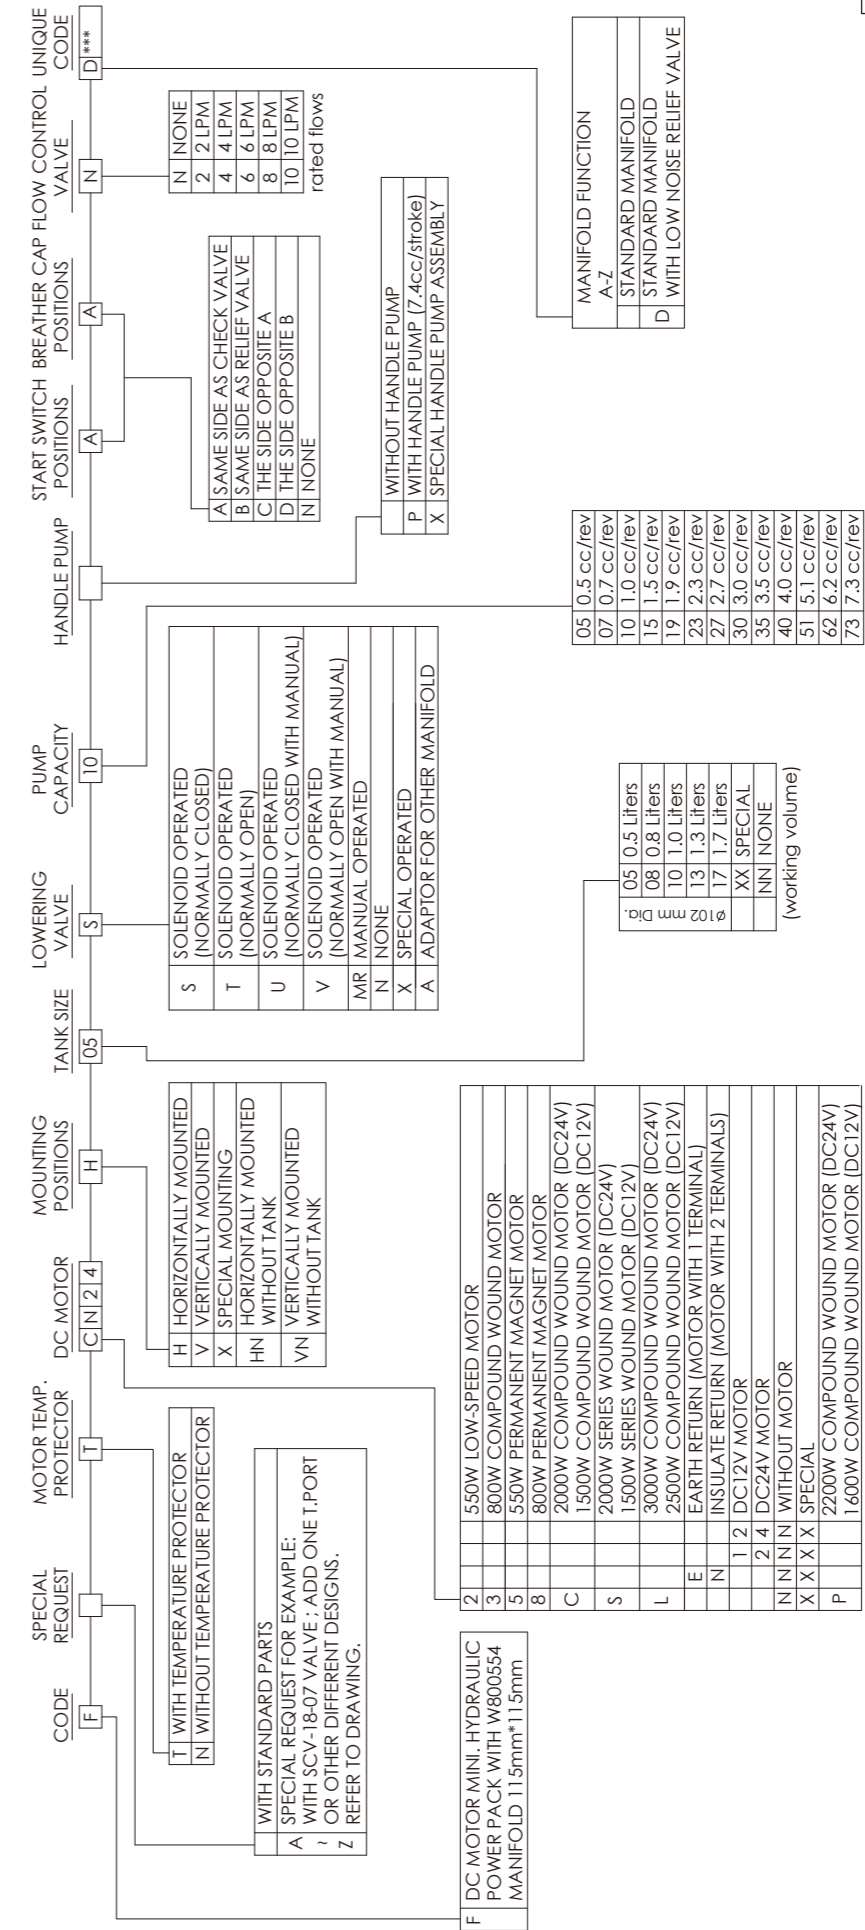 CODE
F
SPECIAL
REQUEST
MOTOR TEMP.
PROTECTOR
T
DC MOTOR
C N 2 4
MOUNTING
POSITIONS
H
TANK SIZE
05
LOWERING
VALVE
S
PUMP
CAPACITY
10
HANDLE PUMP
START SWITCH
POSITIONS
A
BREATHER CAP
POSITIONS
A
FLOW CONTROL
VALVE
N
UNIQUE
CODE
D ***
T WITH TEMPERATURE PROTECTOR
N WITHOUT TEMPERATURE PROTECTOR
WITH STANDARD PARTS
A SPECIAL REQUEST FOR EXAMPLE:
~ WITH SCV-18-07 VALVE ; ADD ONE T.PORT
OR OTHER DIFFERENT DESIGNS.
Z REFER TO DRAWING.
F DC MOTOR MINI. HYDRAULIC
POWER PACK WITH W800554
MANIFOLD 115mm*115mm
H HORIZONTALLY MOUNTED
V VERTICALLY MOUNTED
X SPECIAL MOUNTING
HN HORIZONTALLY MOUNTED
WITHOUT TANK
VN VERTICALLY MOUNTED
WITHOUT TANK
2 550W LOW-SPEED MOTOR
3 800W COMPOUND WOUND MOTOR
5 550W PERMANENT MAGNET MOTOR
8 800W PERMANENT MAGNET MOTOR
C 2000W COMPOUND WOUND MOTOR (DC24V)
1500W COMPOUND WOUND MOTOR (DC12V)
S 2000W SERIES WOUND MOTOR (DC24V)
1500W SERIES WOUND MOTOR (DC12V)
L 3000W COMPOUND WOUND MOTOR (DC24V)
2500W COMPOUND WOUND MOTOR (DC12V)
E EARTH RETURN (MOTOR WITH 1 TERMINAL)
N INSULATE RETURN (MOTOR WITH 2 TERMINALS)
1 2 DC12V MOTOR
2 4 DC24V MOTOR
N N N N WITHOUT MOTOR
X X X X SPECIAL
P 2200W COMPOUND WOUND MOTOR (DC24V)
1600W COMPOUND WOUND MOTOR (DC12V)
S SOLENOID OPERATED
(NORMALLY CLOSED)
T SOLENOID OPERATED
(NORMALLY OPEN)
U SOLENOID OPERATED
(NORMALLY CLOSED WITH MANUAL)
V SOLENOID OPERATED
(NORMALLY OPEN WITH MANUAL)
MR MANUAL OPERATED
N NONE
X SPECIAL OPERATED
A ADAPTOR FOR OTHER MANIFOLD
ø102 mm Dia.
05 0.5 Liters
08 0.8 Liters
10 1.0 Liters
13 1.3 Liters
17 1.7 Liters
XX SPECIAL
NN NONE
(working volume)
05 0.5 cc/rev
07 0.7 cc/rev
10 1.0 cc/rev
15 1.5 cc/rev
19 1.9 cc/rev
23 2.3 cc/rev
27 2.7 cc/rev
30 3.0 cc/rev
35 3.5 cc/rev
40 4.0 cc/rev
51 5.1 cc/rev
62 6.2 cc/rev
73 7.3 cc/rev
WITHOUT HANDLE PUMP
P WITH HANDLE PUMP (7.4cc/stroke)
X SPECIAL HANDLE PUMP ASSEMBLY
A SAME SIDE AS CHECK VALVE
B SAME SIDE AS RELIEF VALVE
C THE SIDE OPPOSITE A
D THE SIDE OPPOSITE B
N NONE
N NONE
2 2 LPM
4 4 LPM
6 6 LPM
8 8 LPM
10 10 LPM
rated flows
MANIFOLD FUNCTION
A-Z
STANDARD MANIFOLD
D STANDARD MANIFOLD
WITH LOW NOISE RELIEF VALVE